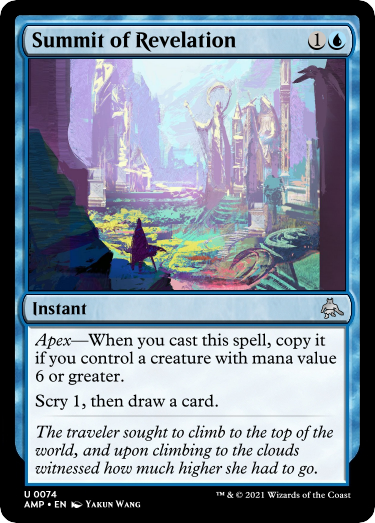 Summit of Revelation 1
Instant
Apex—When you cast this spell, copy it
if you control a creature with mana value
6 or greater.
Scry 1, then draw a card.
The traveler sought to climb to the top of the
world, and upon climbing to the clouds
witnessed how much higher she had to go.
U 0074
AMP • EN Yakun Wang
™ & © 2021 Wizards of the Coast